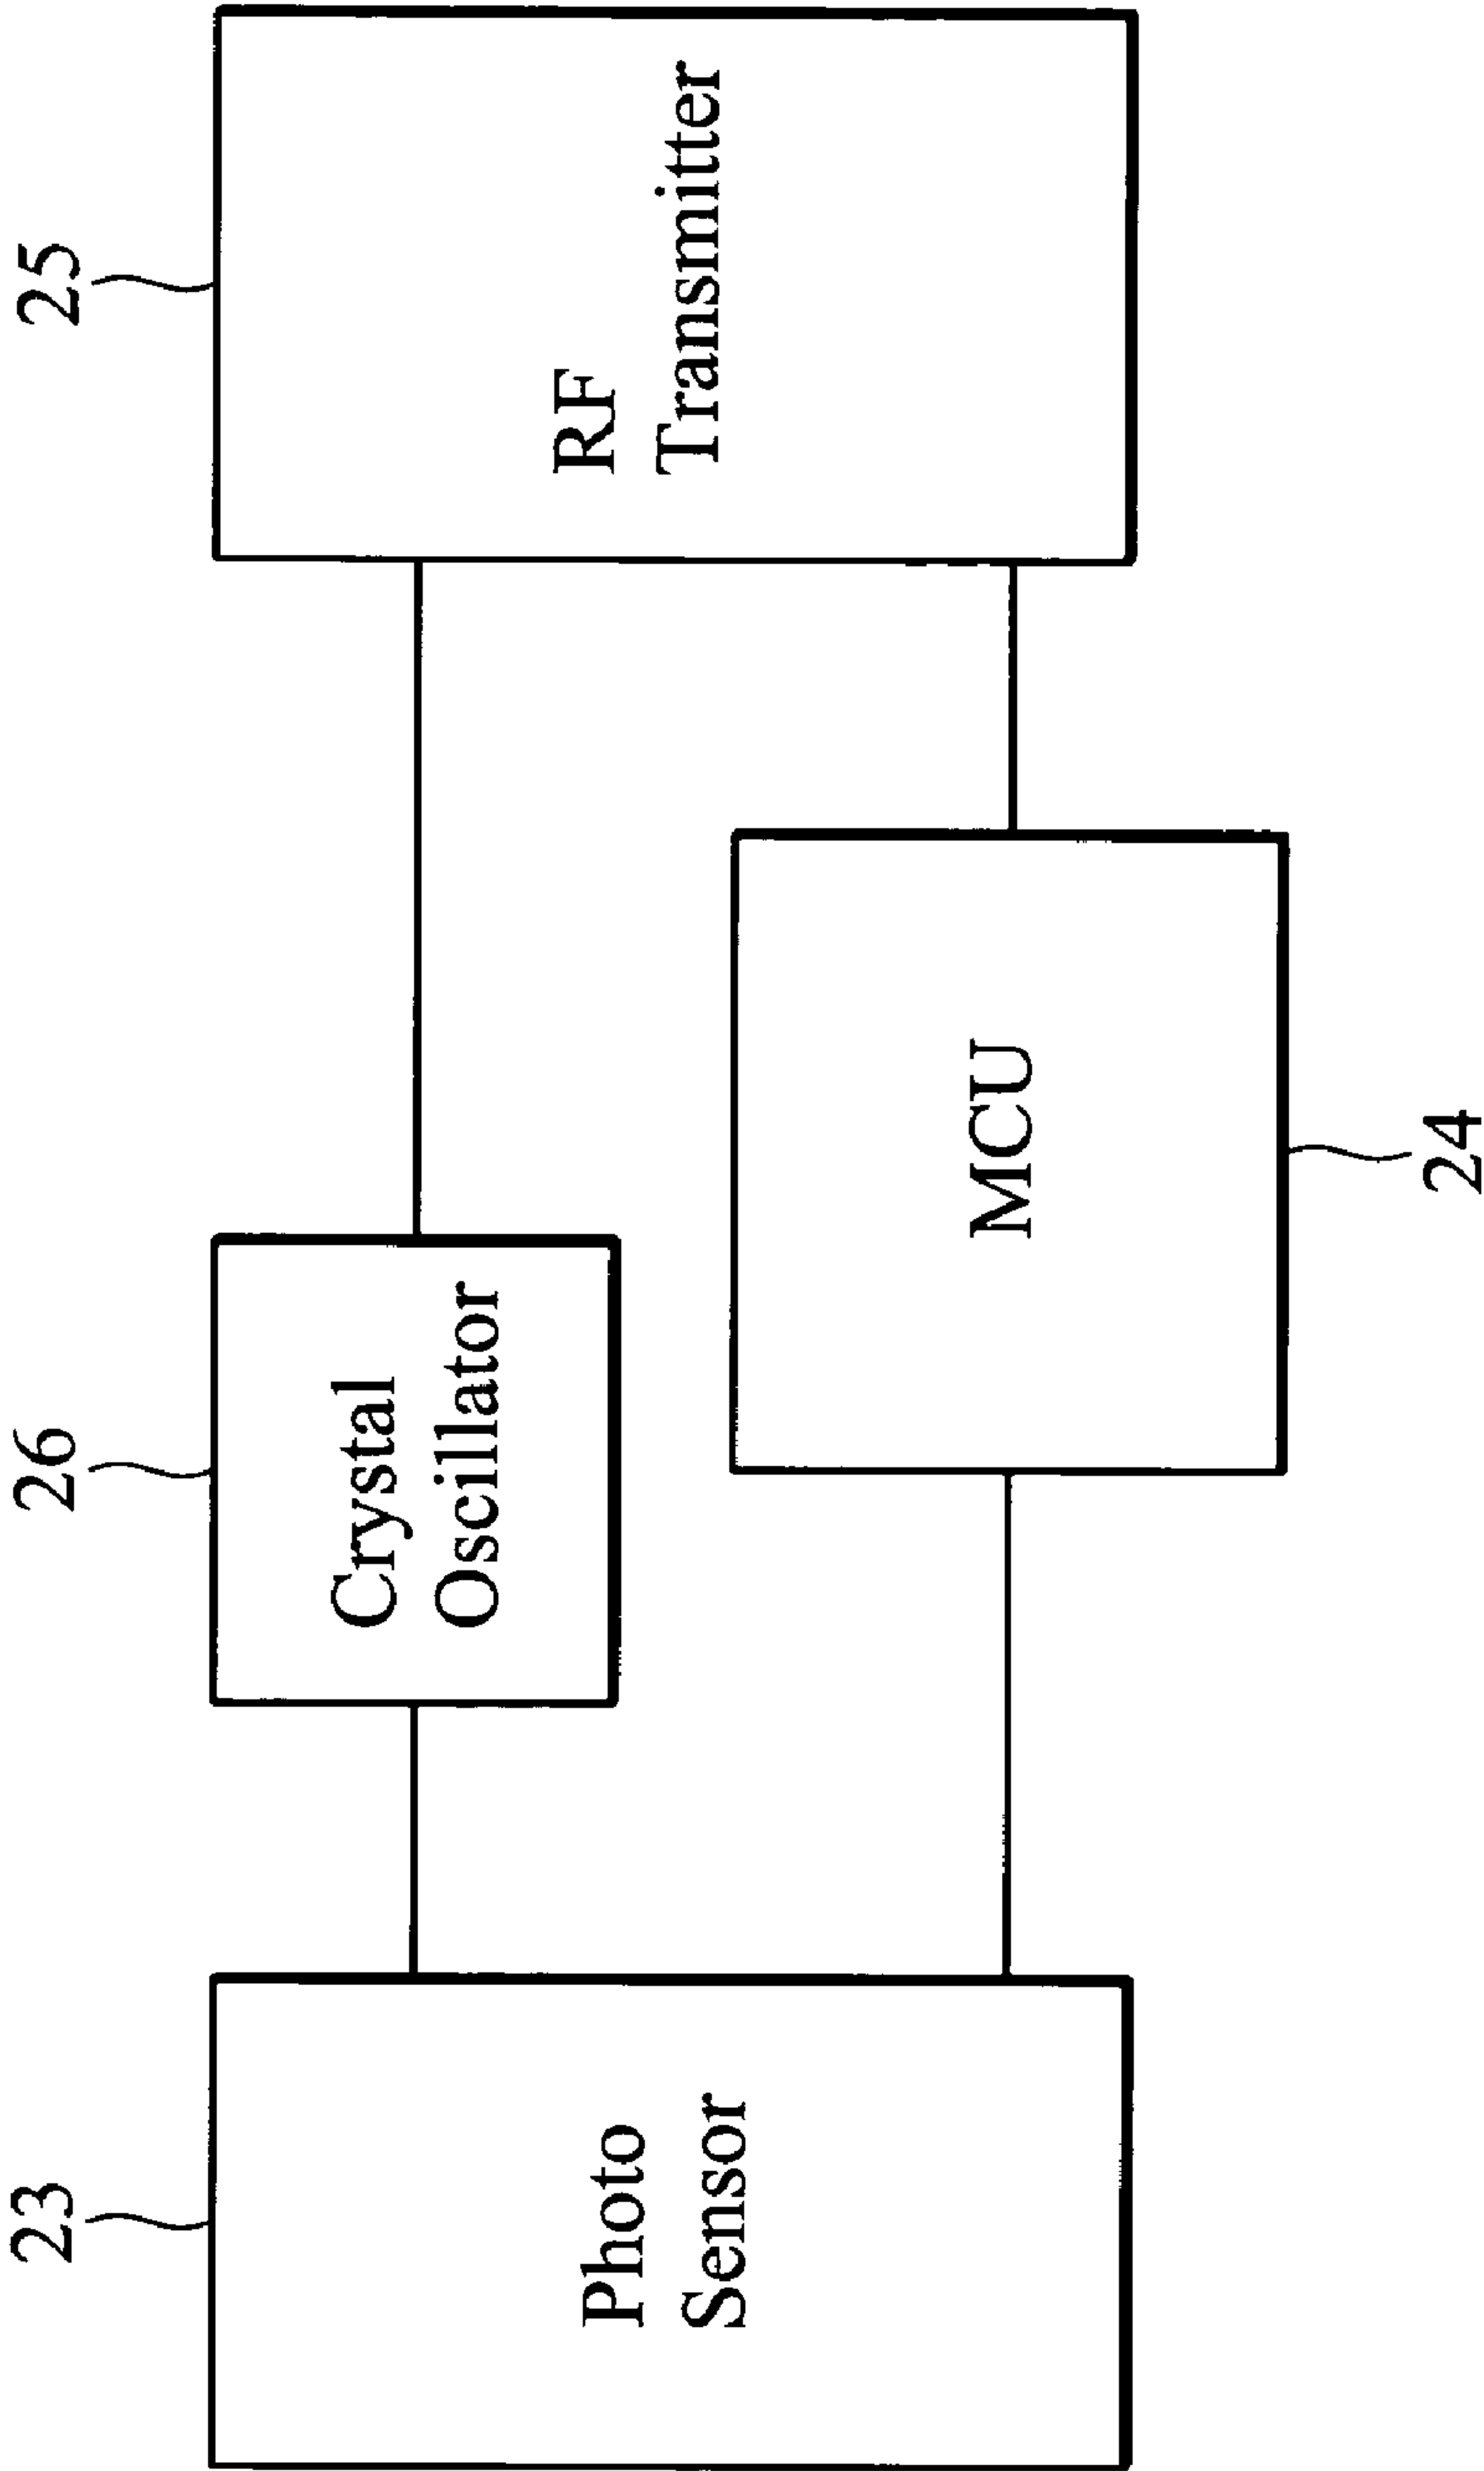 23
Photo
Sensor
26
Crystal
Oscillator
MCU
24
25
RF
Transmitter